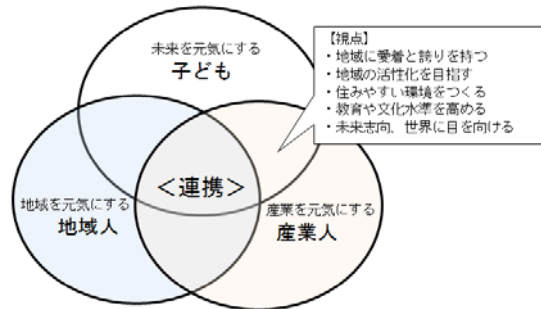 未来を元気にする
子ども
【視点】
・地域に愛着と誇りを持つ
・地域の活性化を目指す
・住みやすい環境をつくる
・教育や文化水準を高める
・未来志向、世界に目を向ける
＜連携＞
地域を元気にする
地域人
産業を元気にする
産業人